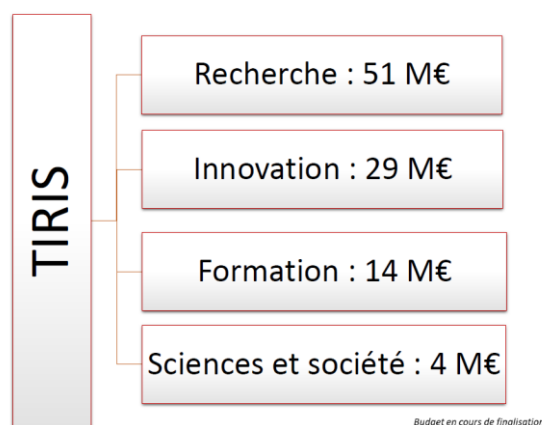 TIRIS
Recherche : 51 M€
Innovation : 29 M€
Formation : 14 M€
Sciences et société : 4 M€
Budget en cours de finalisation